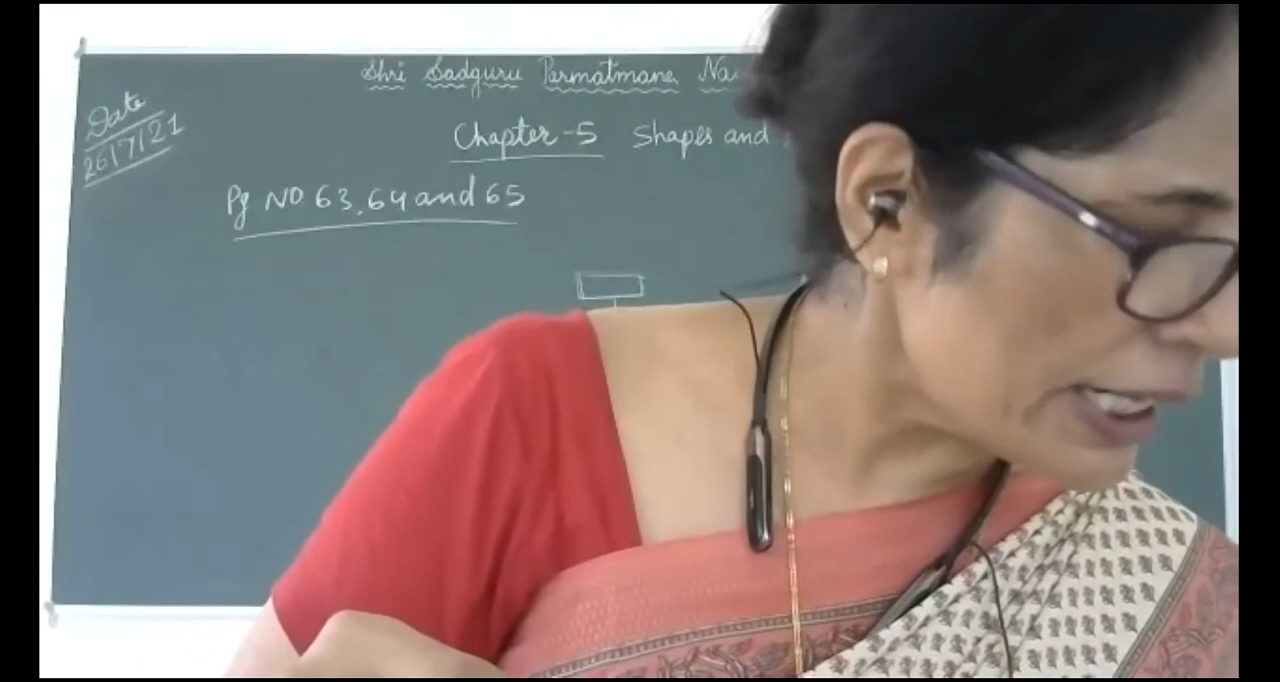 Shri Sadguru Parmatmane
Date
26/7/21
Chapter-5 Shapes and
Pg NO. 63, 64 and 65